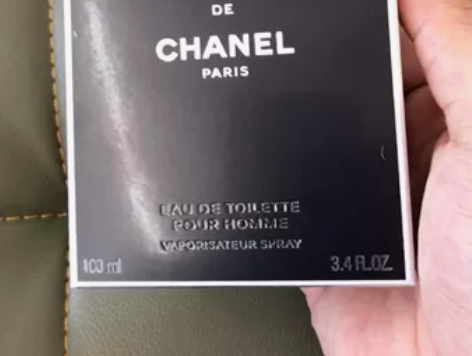 DE
CHANEL
PARIS
EAU DE TOILETTE
POUR HOMME
VAPORISATEUR SPRAY
100 ml 3.4 FL.OZ.